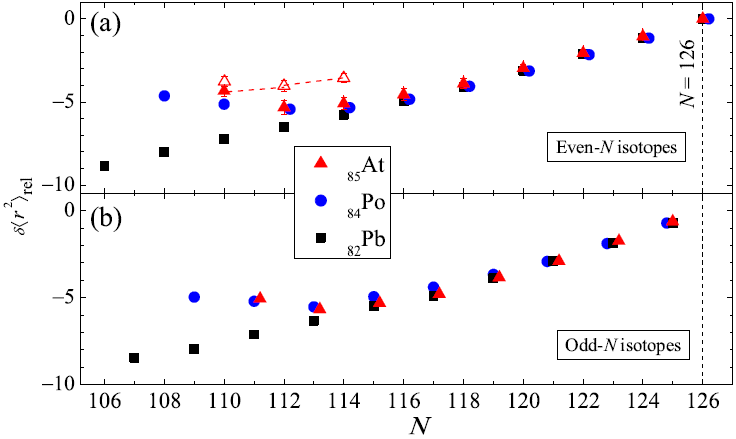 (a)
0
−5
−10
N = 126
Even-N isotopes
₈₅At
₈₄Po
₈₂Pb
δ⟨r²⟩rel
(b)
0
−5
−10
Odd-N isotopes
106 108 110 112 114 116 118 120 122 124 126
N